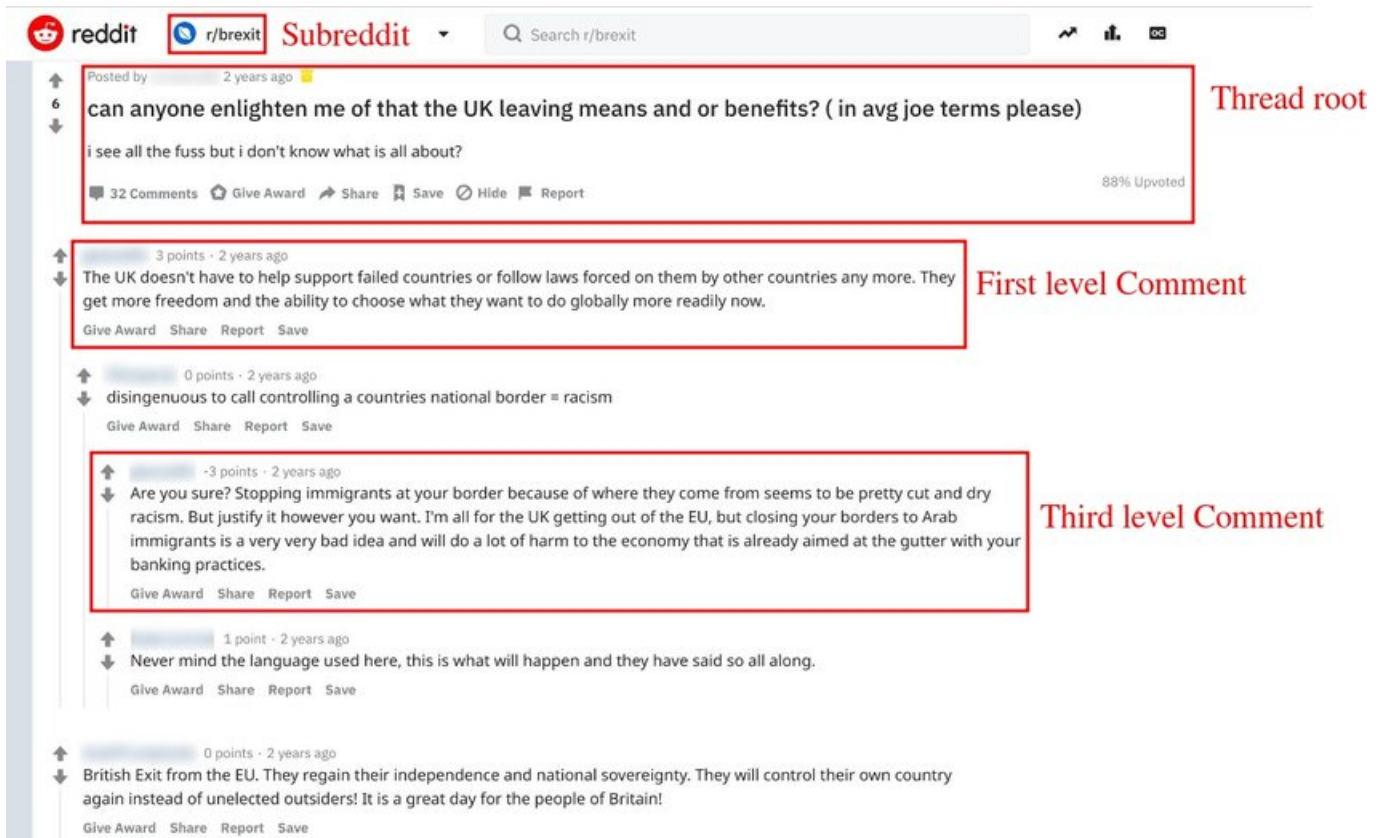 reddit r/brexit Subreddit Search r/brexit
Posted by 2 years ago
6
can anyone enlighten me of that the UK leaving means and or benefits? ( in avg joe terms please)
Thread root
i see all the fuss but i don't know what is all about?
32 Comments Give Award Share Save Hide Report
88% Upvoted
3 points · 2 years ago
The UK doesn't have to help support failed countries or follow laws forced on them by other countries any more. They
get more freedom and the ability to choose what they want to do globally more readily now.
Give Award Share Report Save
First level Comment
0 points · 2 years ago
disingenuous to call controlling a countries national border = racism
Give Award Share Report Save
-3 points · 2 years ago
Are you sure? Stopping immigrants at your border because of where they come from seems to be pretty cut and dry
racism. But justify it however you want. I'm all for the UK getting out of the EU, but closing your borders to Arab
immigrants is a very very bad idea and will do a lot of harm to the economy that is already aimed at the gutter with your
banking practices.
Give Award Share Report Save
Third level Comment
1 point · 2 years ago
Never mind the language used here, this is what will happen and they have said so all along.
Give Award Share Report Save
0 points · 2 years ago
British Exit from the EU. They regain their independence and national sovereignty. They will control their own country
again instead of unelected outsiders! It is a great day for the people of Britain!
Give Award Share Report Save